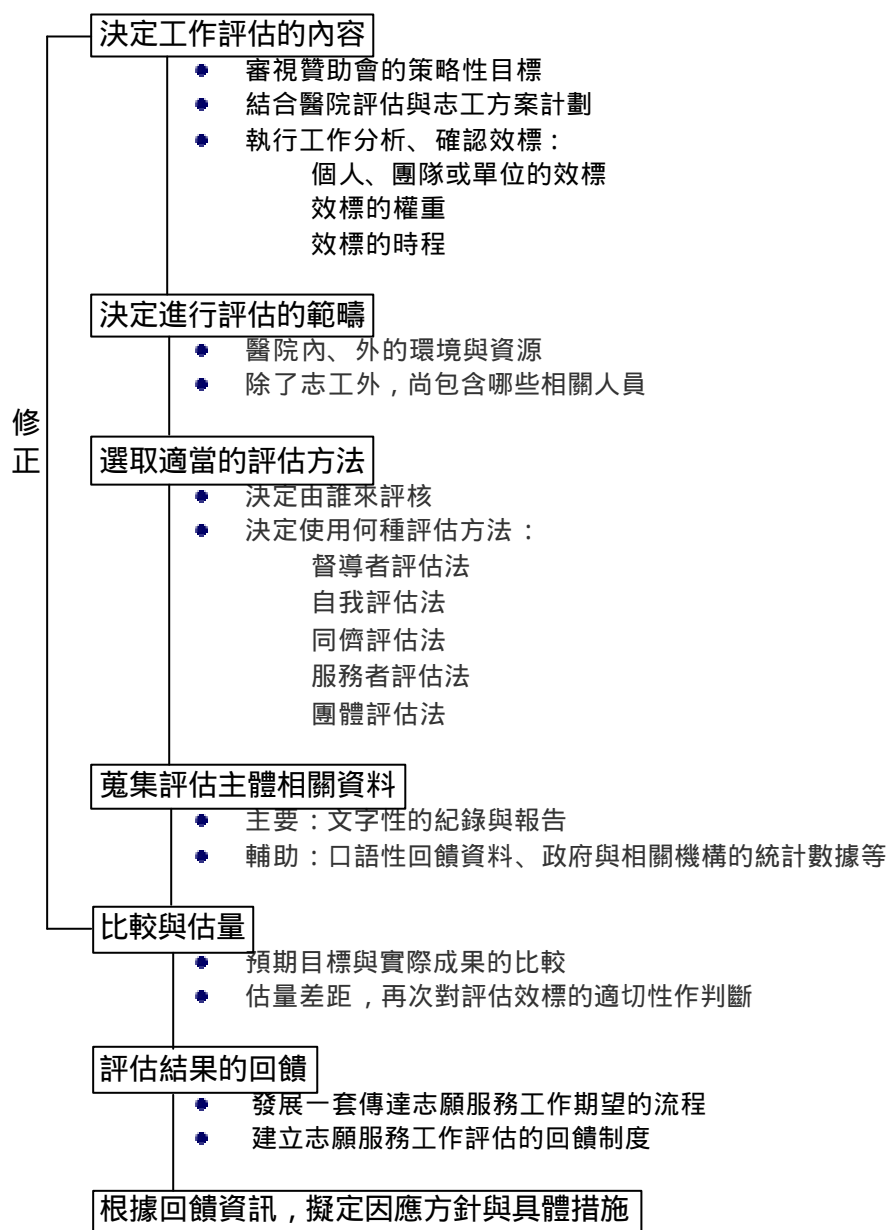 決定工作評估的內容
● 審視贊助會的策略性目標
● 結合醫院評估與志工方案計劃
● 執行工作分析、確認效標：
個人、團隊或單位的效標
效標的權重
效標的時程
決定進行評估的範疇
● 醫院內、外的環境與資源
● 除了志工外，尚包含哪些相關人員
修
正
選取適當的評估方法
● 決定由誰來評核
● 決定使用何種評估方法：
督導者評估法
自我評估法
同儕評估法
服務者評估法
團體評估法
蒐集評估主體相關資料
● 主要：文字性的紀錄與報告
● 輔助：口語性回饋資料、政府與相關機構的統計數據等
比較與估量
● 預期目標與實際成果的比較
● 估量差距，再次對評估效標的適切性作判斷
評估結果的回饋
● 發展一套傳達志願服務工作期望的流程
● 建立志願服務工作評估的回饋制度
根據回饋資訊，擬定因應方針與具體措施